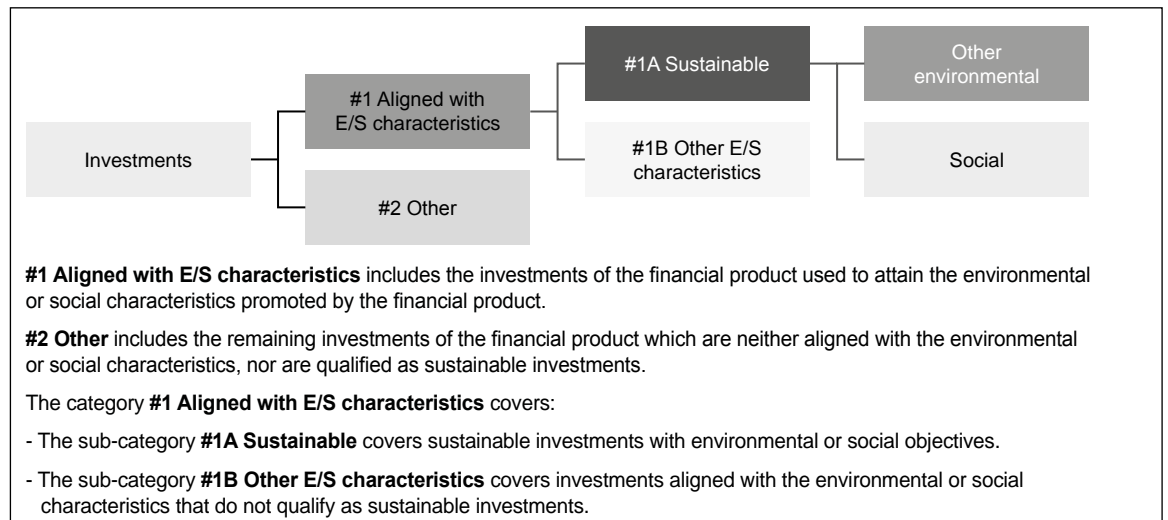 Investments
#1 Aligned with
E/S characteristics
#2 Other
#1A Sustainable
#1B Other E/S
characteristics
Other
environmental
Social
#1 Aligned with E/S characteristics includes the investments of the financial product used to attain the environmental
or social characteristics promoted by the financial product.
#2 Other includes the remaining investments of the financial product which are neither aligned with the environmental
or social characteristics, nor are qualified as sustainable investments.
The category #1 Aligned with E/S characteristics covers:
- The sub-category #1A Sustainable covers sustainable investments with environmental or social objectives.
- The sub-category #1B Other E/S characteristics covers investments aligned with the environmental or social
characteristics that do not qualify as sustainable investments.